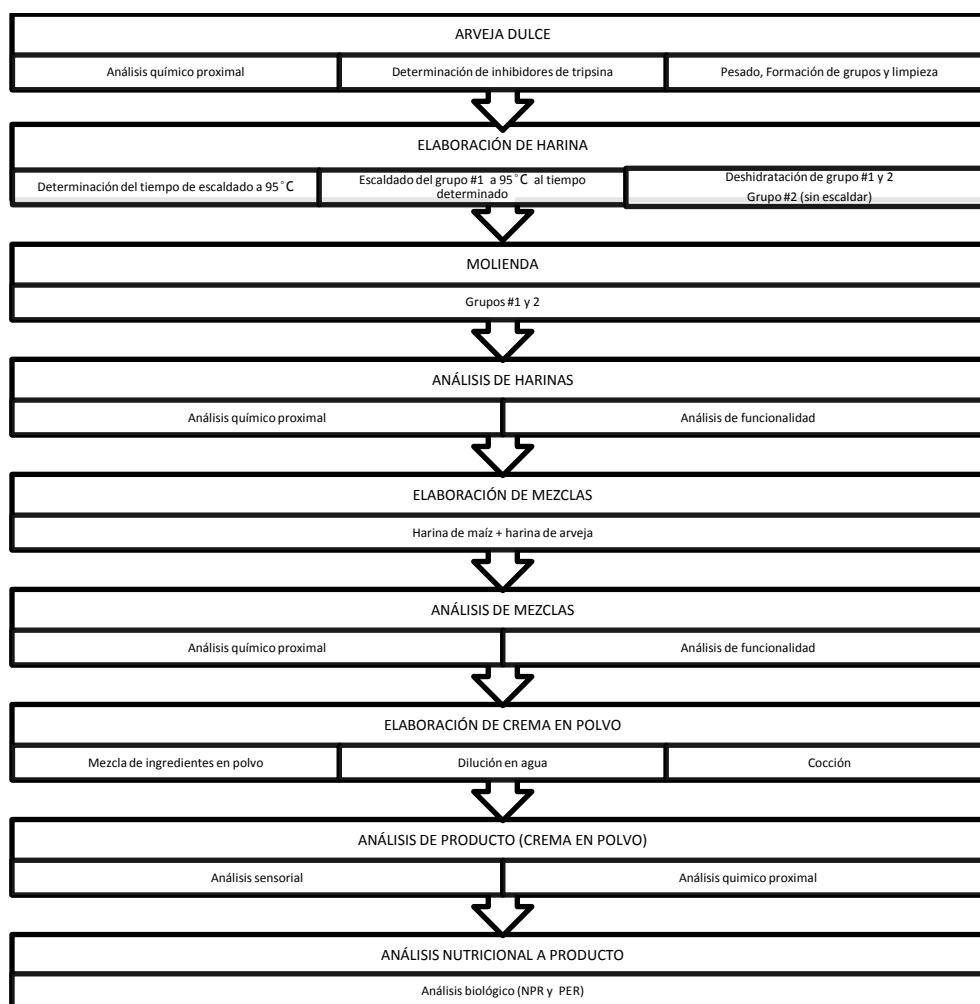 ARVEJA DULCE
Análisis químico proximal
Determinación de inhibidores de tripsina
Pesado, Formación de grupos y limpieza
ELABORACIÓN DE HARINA
Determinación del tiempo de escaldado a 95°C
Escaldado del grupo #1 a 95°C al tiempo
determinado
Deshidratación de grupo #1 y 2
Grupo #2 (sin escaldar)
MOLIENDA
Grupos #1 y 2
ANÁLISIS DE HARINAS
Análisis químico proximal
Análisis de funcionalidad
ELABORACIÓN DE MEZCLAS
Harina de maíz + harina de arveja
ANÁLISIS DE MEZCLAS
Análisis químico proximal
Análisis de funcionalidad
ELABORACIÓN DE CREMA EN POLVO
Mezcla de ingredientes en polvo
Dilución en agua
Cocción
ANÁLISIS DE PRODUCTO (CREMA EN POLVO)
Análisis sensorial
Análisis quimico proximal
ANÁLISIS NUTRICIONAL A PRODUCTO
Análisis biológico (NPR y PER)